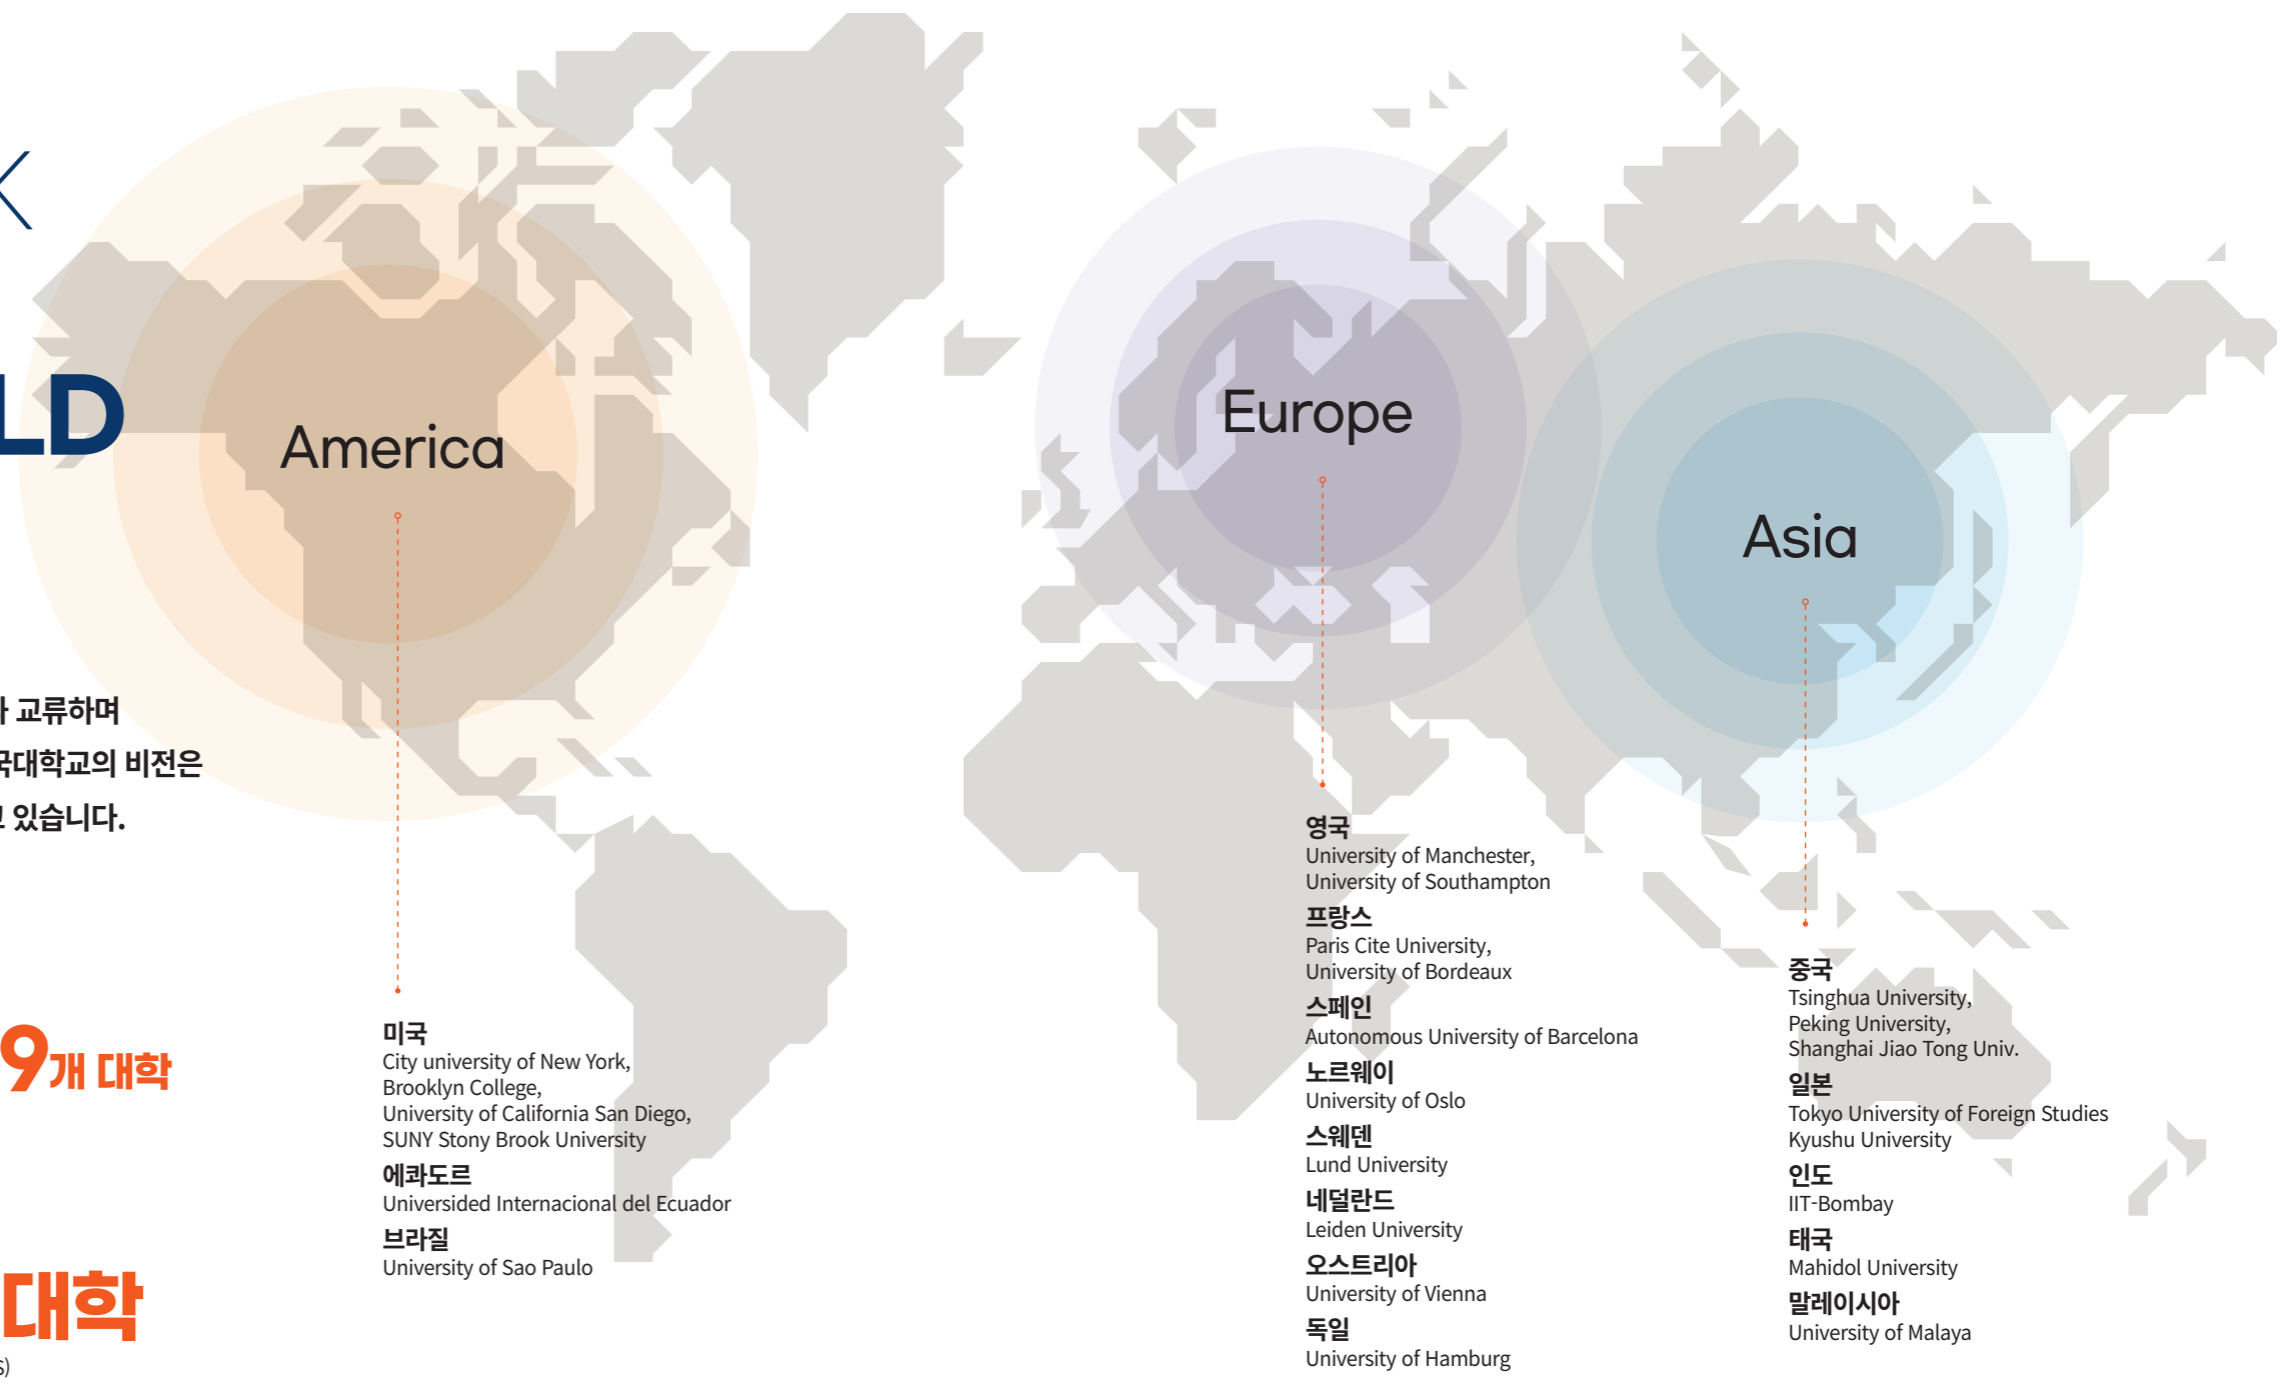 K
LD
교류하며
국대학교의 비전은
있습니다.
9개 대학
대학
S)
America
미국
City university of New York,
Brooklyn College,
University of California San Diego,
SUNY Stony Brook University
에콰도르
Universided Internacional del Ecuador
브라질
University of Sao Paulo
Europe
영국
University of Manchester,
University of Southampton
프랑스
Paris Cite University,
University of Bordeaux
스페인
Autonomous University of Barcelona
노르웨이
University of Oslo
스웨덴
Lund University
네덜란드
Leiden University
오스트리아
University of Vienna
독일
University of Hamburg
Asia
중국
Tsinghua University,
Peking University,
Shanghai Jiao Tong Univ.
일본
Tokyo University of Foreign Studies
Kyushu University
인도
IIT-Bombay
태국
Mahidol University
말레이시아
University of Malaya